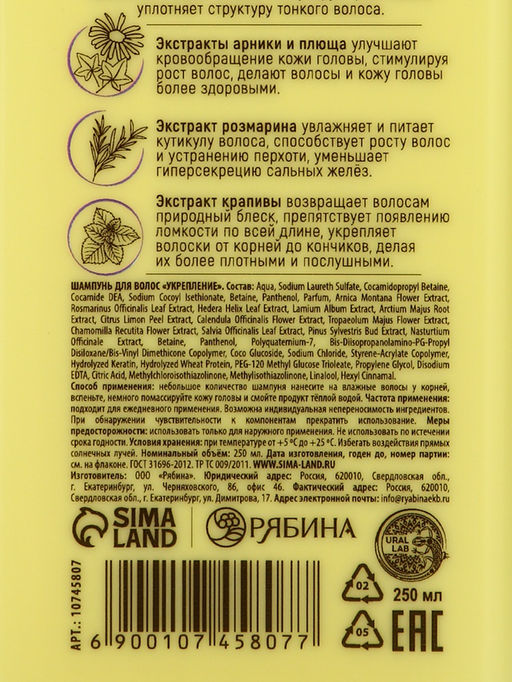 уплотняет структуру тонкого волоса.
Экстракты арники и плюща улучшают
кровообращение кожи головы, стимулируя
рост волос, делают волосы и кожу головы
более здоровыми.
Экстракт розмарина увлажняет и питает
кутикулу волоса, способствует росту волос
и устранению перхоти, уменьшает
гиперсекрецию сальных желёз.
Экстракт крапивы возвращает волосам
природный блеск, препятствует появлению
ломкости по всей длине, укрепляет
волоски от корней до кончиков, делая
их более плотными и послушными.
ШАМПУНЬ ДЛЯ ВОЛОС «УКРЕПЛЕНИЕ». Состав: Aqua, Sodium Laureth Sulfate, Cocamidopropyl Betaine,
Cocamide DEA, Sodium Cocoyl Isethionate, Betaine, Panthenol, Parfum, Arnica Montana Flower Extract,
Rosmarinus Officinalis Leaf Extract, Hedera Helix Leaf Extract, Lamium Album Extract, Arctium Majus Root
Extract, Citrus Limon Peel Extract, Calendula Officinalis Flower Extract, Tropaeolum Majus Flower Extract,
Chamomilla Recutita Flower Extract, Salvia Officinalis Leaf Extract, Pinus Sylvestris Bud Extract, Nasturtium
Officinale Extract, Betaine, Panthenol, Polyquaternium-7, Bis-Diisopropanolamino-PG-Propyl
Disiloxane/Bis-Vinyl Dimethicone Copolymer, Coco Glucoside, Sodium Chloride, Styrene-Acrylate Copolymer,
Hydrolyzed Keratin, Hydrolyzed Wheat Protein, PEG-120 Methyl Glucose Trioleate, Propylene Glycol, Disodium
EDTA, Citric Acid, Methylchloroisothiazolinone, Methylisothiazolinone, Linalool, Hexyl Cinnamal.
Способ применения: небольшое количество шампуня нанесите на влажные волосы у корней,
вспеньте, немного помассируйте кожу головы и смойте продукт тёплой водой. Частота применения:
подходит для ежедневного применения. Возможна индивидуальная непереносимость ингредиентов.
При обнаружении чувствительности к компонентам прекратить использование. Меры
предосторожности: только для наружного применения. Не использовать по истечении
срока годности. Условия хранения: при температуре от +5 °С до +25 °С. Избегать воздействия прямых
солнечных лучей. Номинальный объём: 250 мл. Дата изготовления, годен до, номер партии:
см. на флаконе. ГОСТ 31696-2012. ТР ТС 009/2011. WWW.SIMA-LAND.RU
Изготовитель: ООО «Рябина». Юридический адрес: Россия, 620010, Свердловская обл.,
г. Екатеринбург, ул. Черняховского, 86, офис 46. Фактический адрес: Россия, 620010,
Свердловская обл., г. Екатеринбург, ул. Димитрова, 17. Адрес электронной почты: info@ryabinaekb.ru
SIMA
LAND
РЯБИНА
URAL
LAB
АРТ.: 10745807
6 900107 458077
02
05
250 мл
EAC